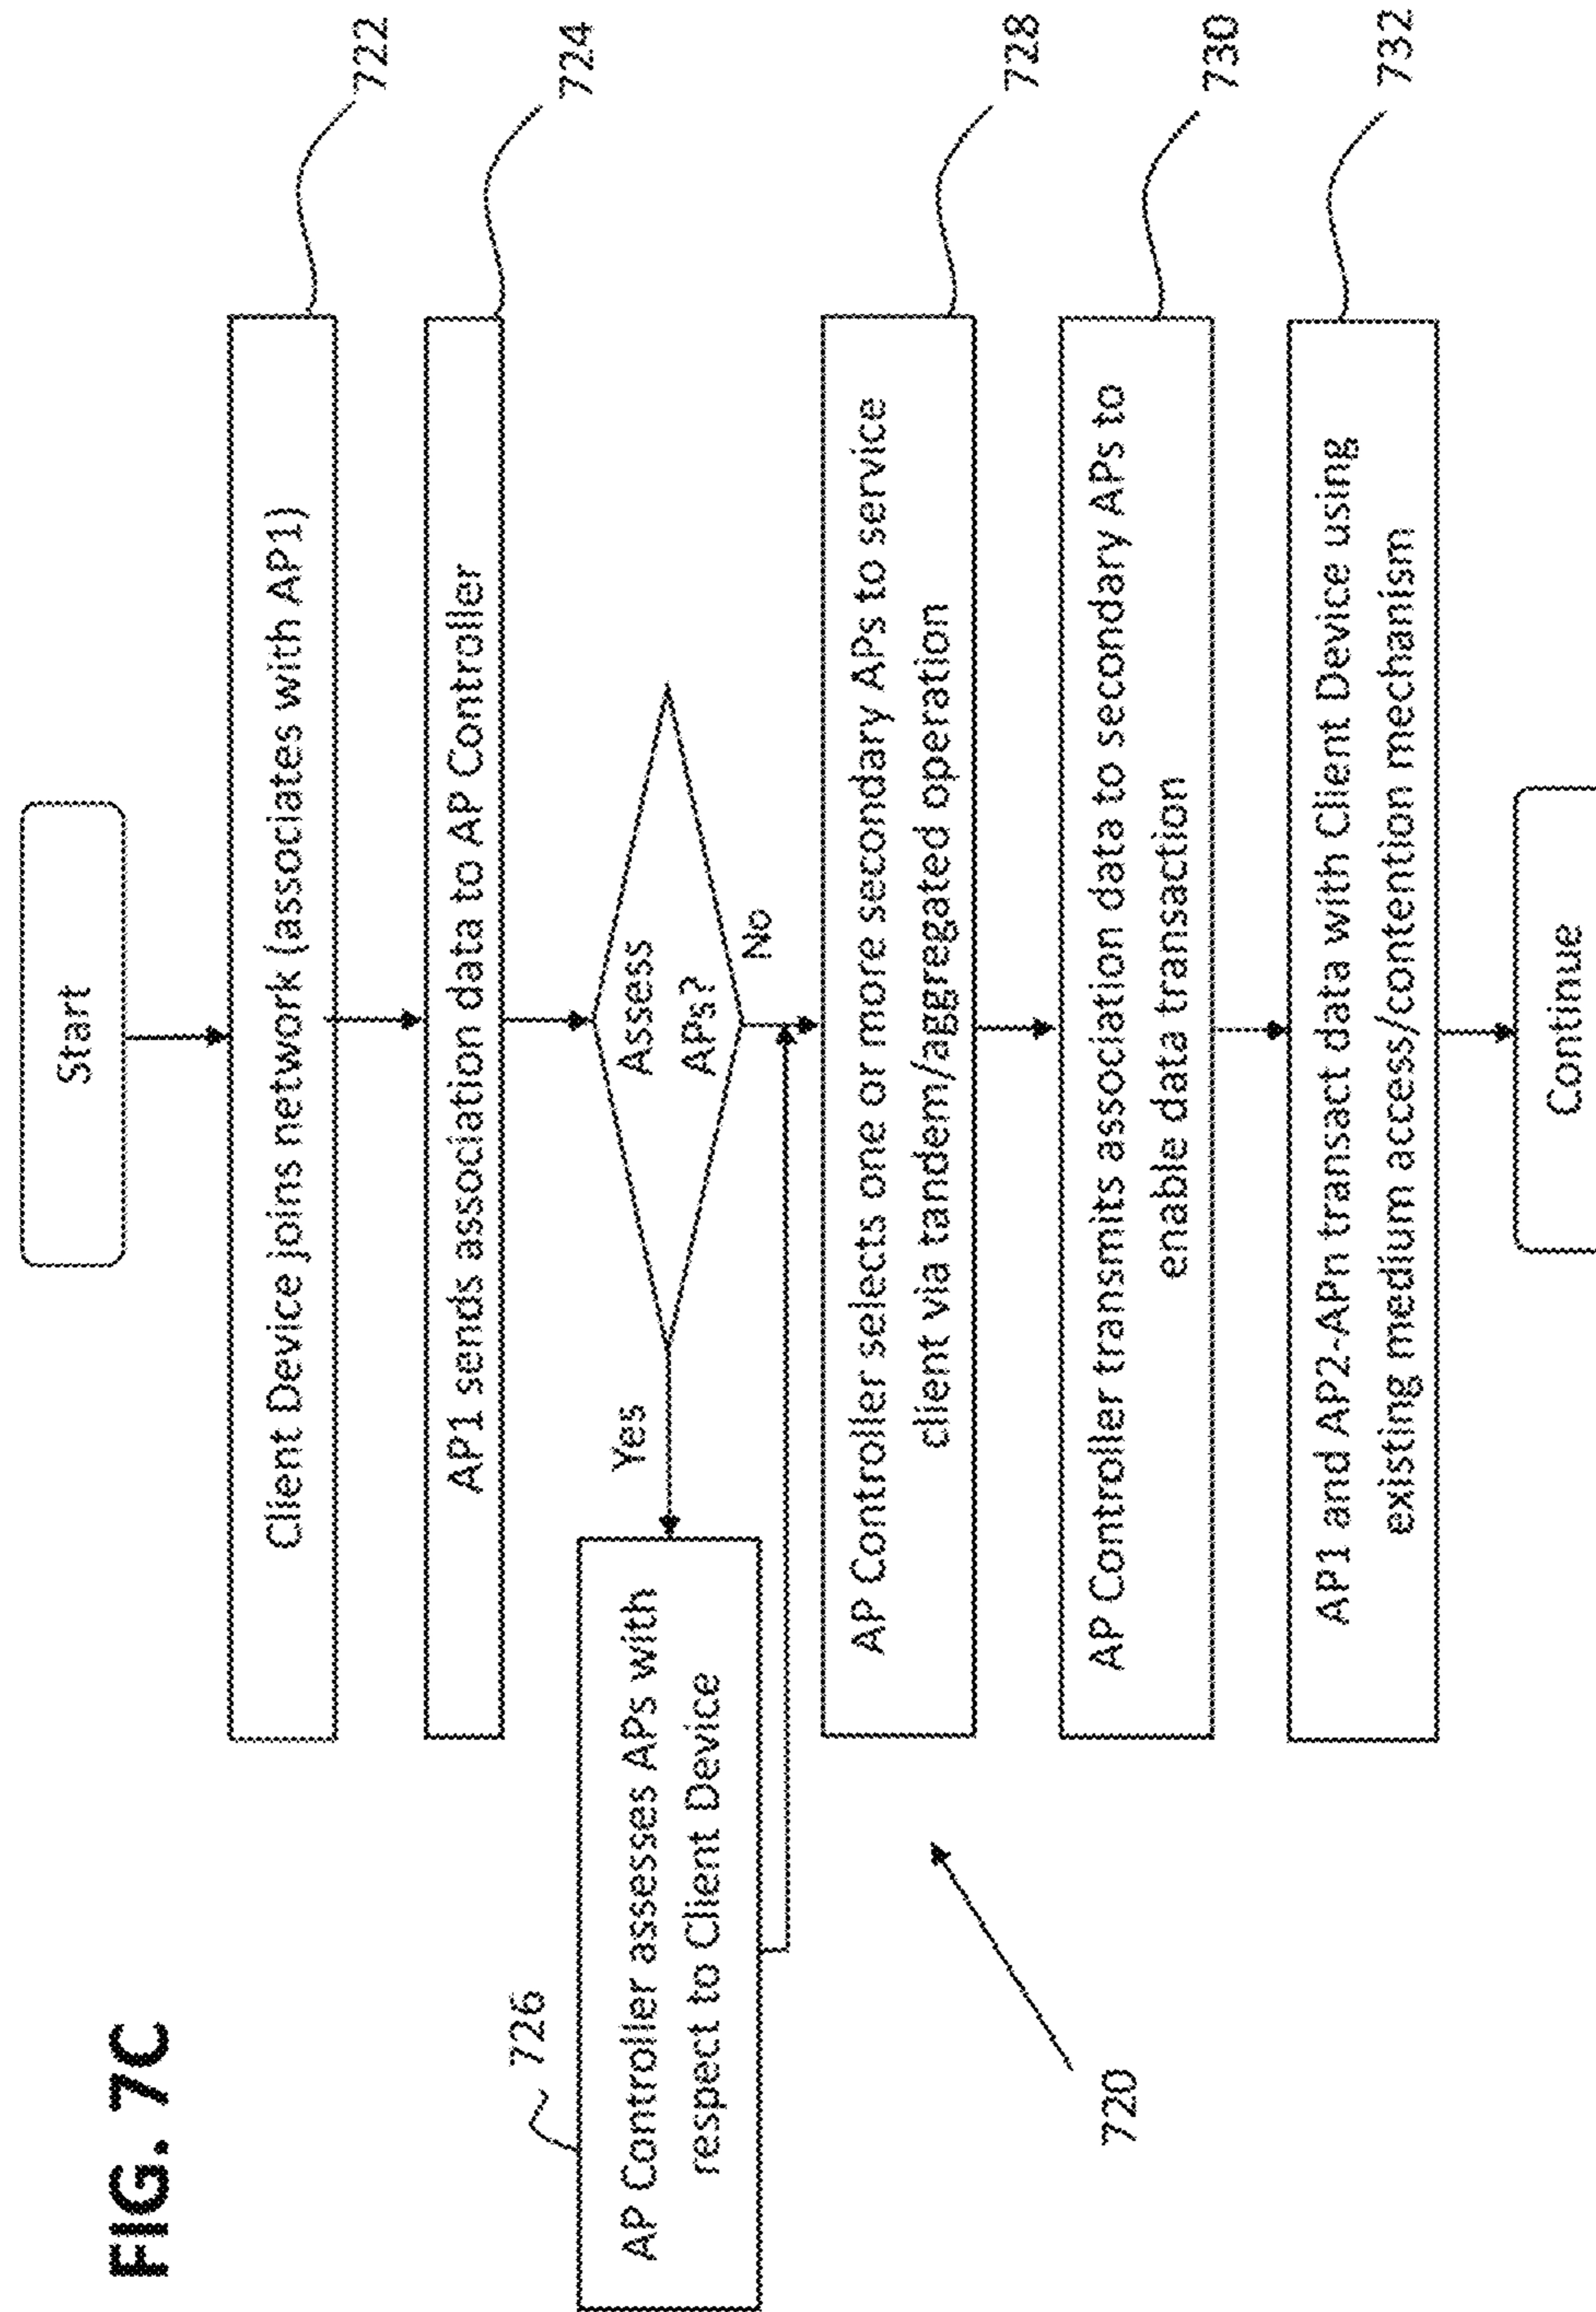 FIG. 7C
Start
Client Device joins network (associates with AP1)
722
AP1 sends association data to AP Controller
724
Assess
APs?
Yes
No
726
AP Controller assesses APs with
respect to Client Device
AP Controller selects one or more secondary APs to service
client via tandem/aggregated operation
728
AP Controller transmits association data to secondary APs to
enable data transaction
730
720
AP1 and AP2-APn transact data with Client Device using
existing medium access/contention mechanism
732
Continue